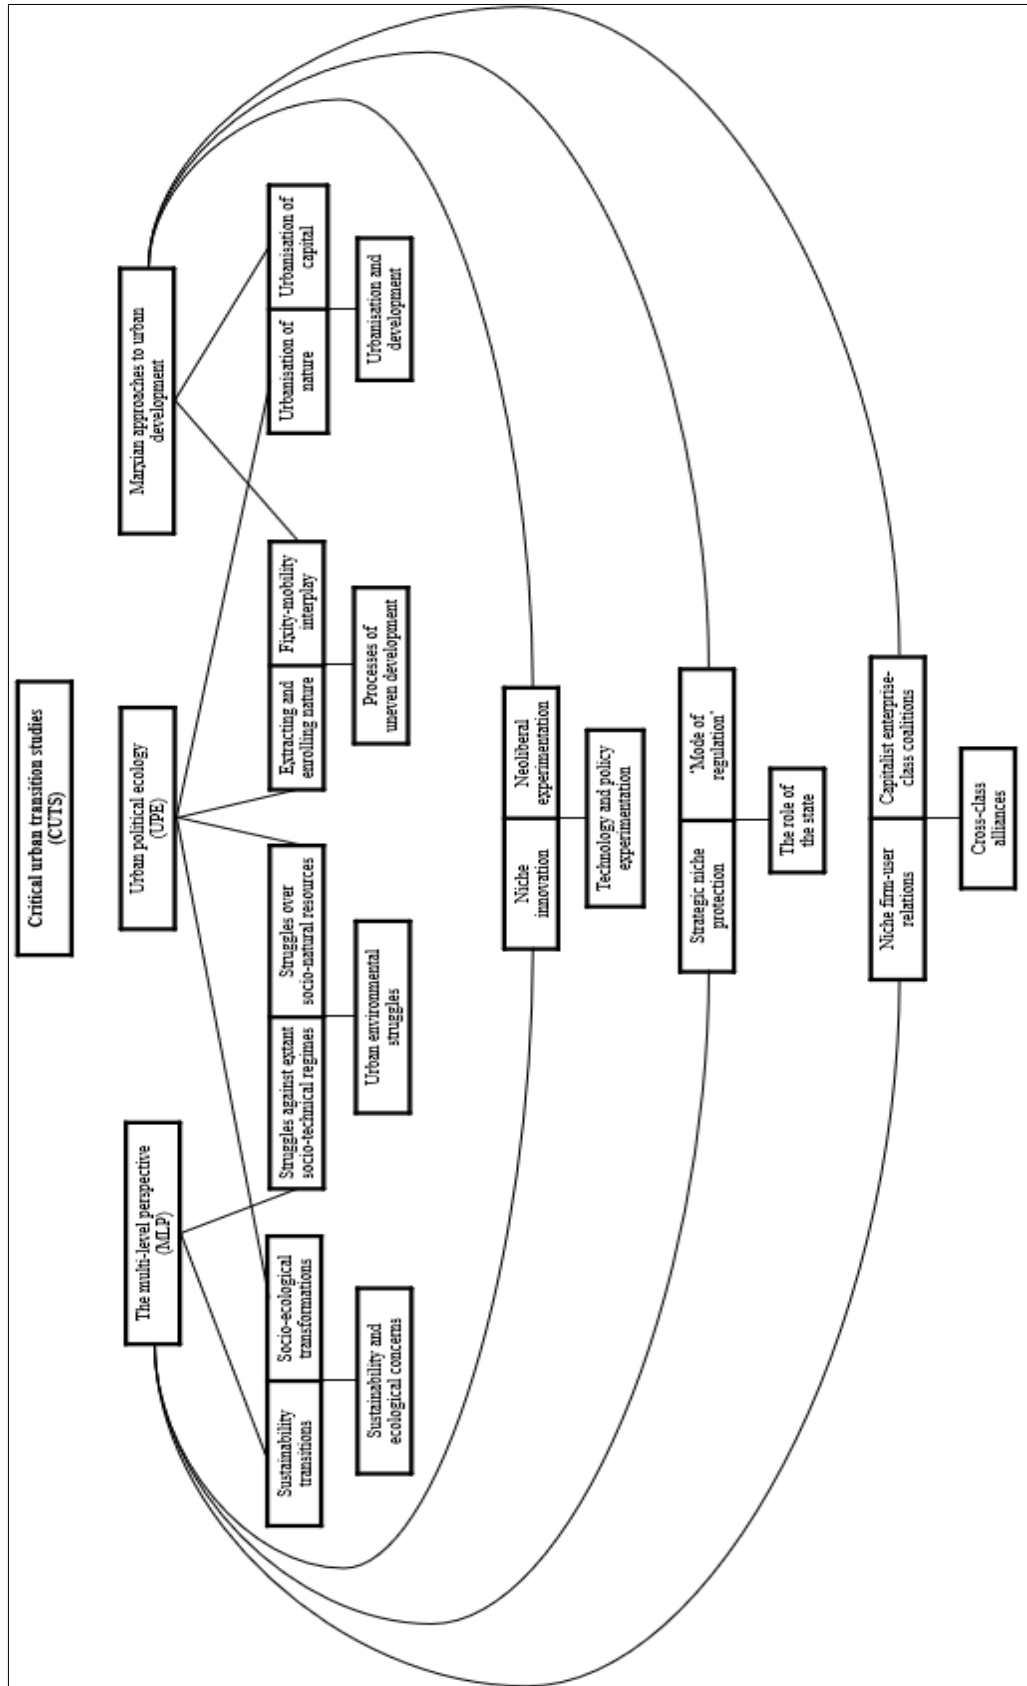 Critical urban transition studies
(CUTS)
The multi-level perspective
(MLP)
Urban political ecology
(UPE)
Marxian approaches to urban
development
Sustainability
transitions
Socio-ecological
transformations
Sustainability and
ecological concerns
Struggles against extant
socio-technical regimes
Struggles over
socio-natural resources
Urban environmental
struggles
Extracting and
enrolling nature
Fixity-mobility
interplay
Processes of
uneven development
Urbanisation of
nature
Urbanisation of
capital
Urbanisation and
development
Niche
innovation
Neoliberal
experimentation
Technology and policy
experimentation
Strategic niche
protection
'Mode of
regulation'
The role of
the state
Niche firm-user
relations
Capitalist enterprise-
class coalitions
Cross-class
alliances